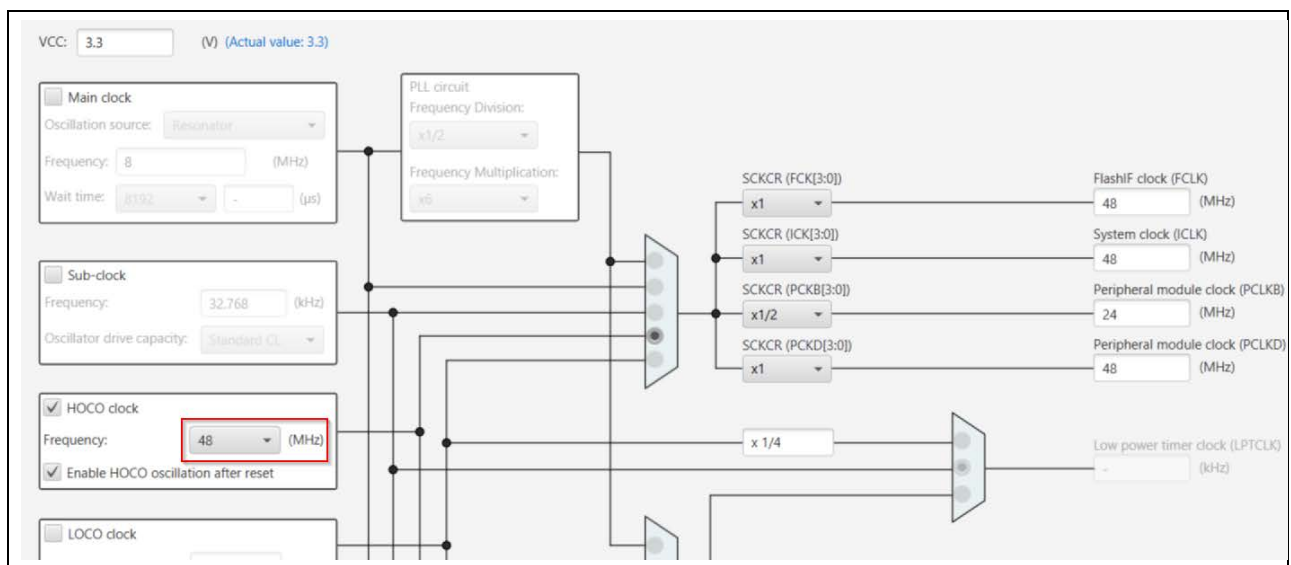 VCC: 3.3 (V) (Actual value: 3.3)
Main clock
Oscillation source: Resonator
Frequency: 8 (MHz)
Wait time: 8192 - (μs)
PLL circuit
Frequency Division:
x1/2
Frequency Multiplication:
x6
Sub-clock
Frequency: 32.768 (kHz)
Oscillator drive capacity: Standard CL
HOCO clock
Frequency: 48 (MHz)
Enable HOCO oscillation after reset
LOCO clock
SCKCR (FCK[3:0])
x1
SCKCR (ICK[3:0])
x1
SCKCR (PCKB[3:0])
x1/2
SCKCR (PCKD[3:0])
x1
x 1/4
FlashIF clock (FCLK)
48 (MHz)
System clock (ICLK)
48 (MHz)
Peripheral module clock (PCLKB)
24 (MHz)
Peripheral module clock (PCLKD)
48 (MHz)
Low power timer clock (LPTCLK)
- (kHz)